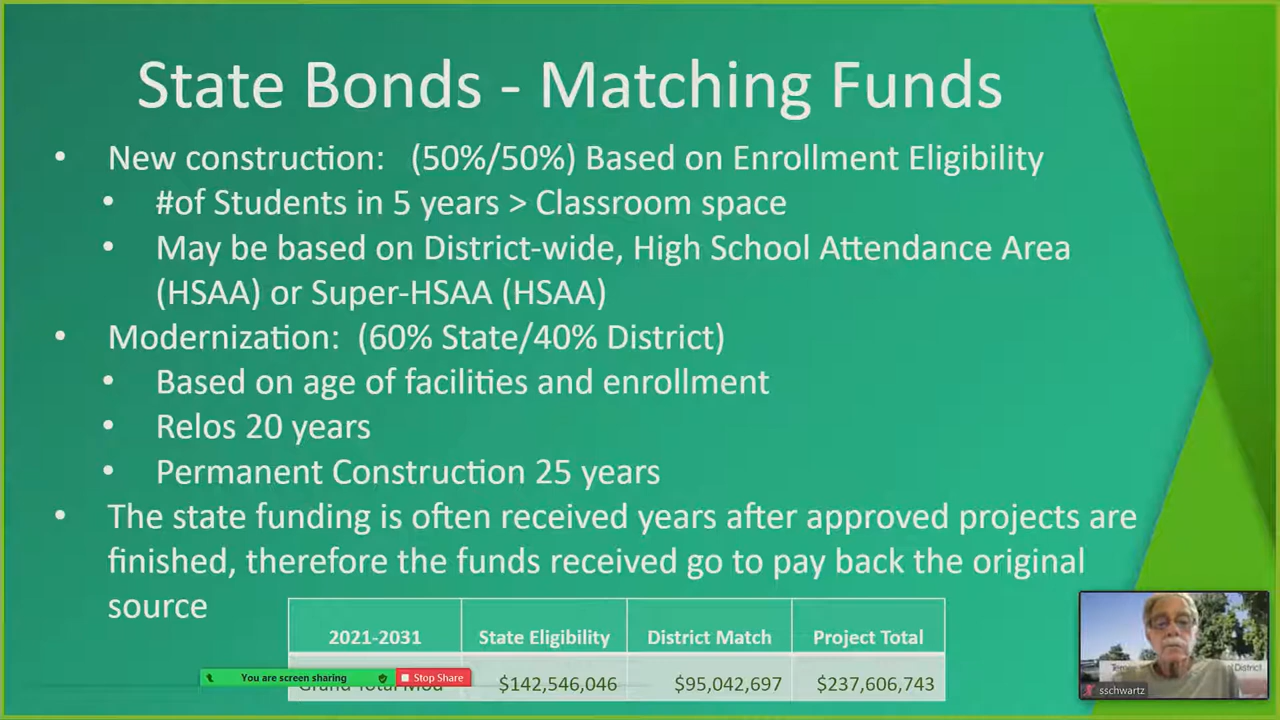 State Bonds - Matching Funds
• New construction: (50%/50%) Based on Enrollment Eligibility
• #of Students in 5 years > Classroom space
• May be based on District-wide, High School Attendance Area
(HSAA) or Super-HSAA (HSAA)
• Modernization: (60% State/40% District)
• Based on age of facilities and enrollment
• Relos 20 years
• Permanent Construction 25 years
• The state funding is often received years after approved projects are
finished, therefore the funds received go to pay back the original
source
2021-2031 State Eligibility District Match Project Total
Grand Total Mod $142,546,046 $95,042,697 $237,606,743
You are screen sharing Stop Share
District
sschwartz